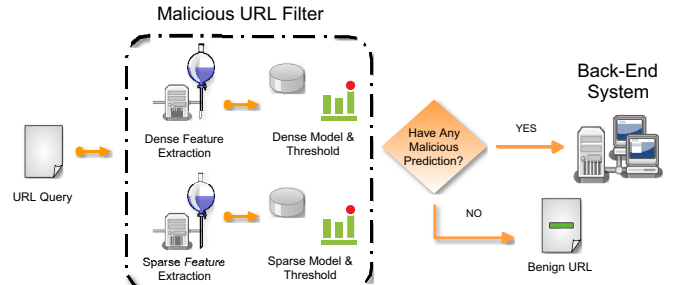 Malicious URL Filter
Back-End
System
Dense Feature
Extraction
Dense Model &
Threshold
Have Any
Malicious
Prediction?
YES
URL Query
NO
Sparse Feature
Extraction
Sparse Model &
Threshold
Benign URL